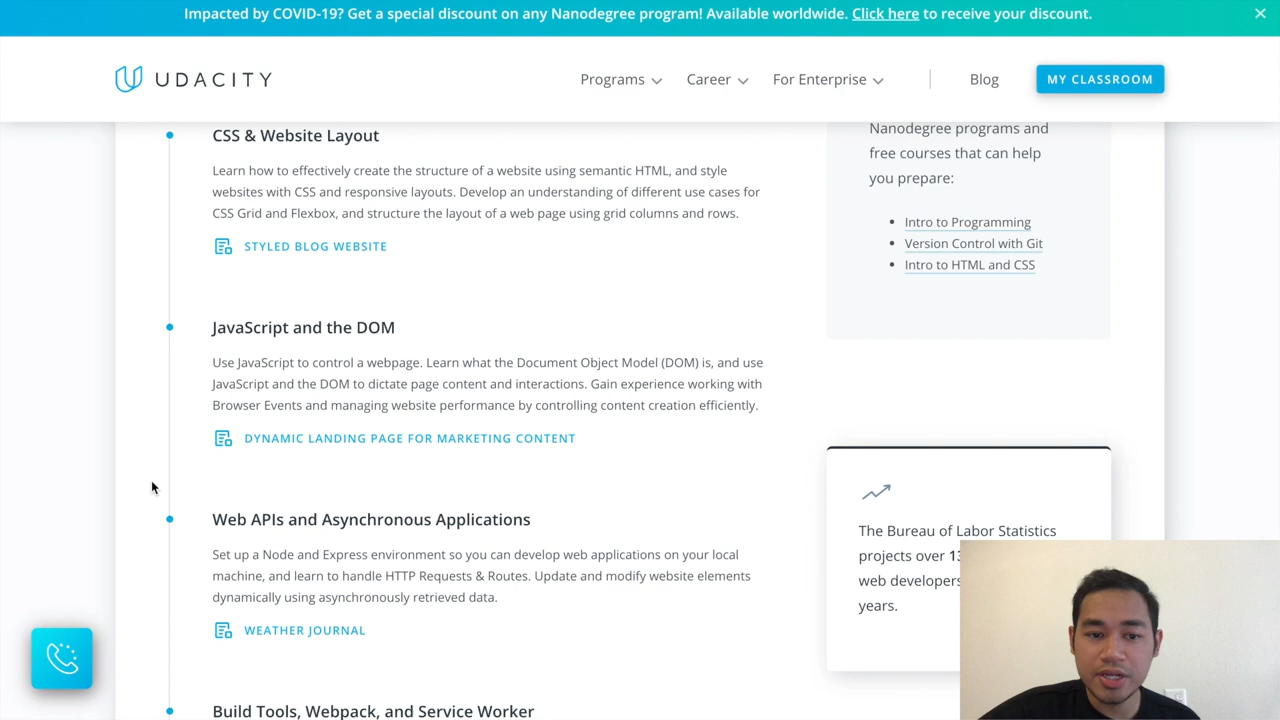 Impacted by COVID-19? Get a special discount on any Nanodegree program! Available worldwide. Click here to receive your discount.
UDACITY
Programs
Career
For Enterprise
Blog
MY CLASSROOM
CSS & Website Layout
Learn how to effectively create the structure of a website using semantic HTML, and style
websites with CSS and responsive layouts. Develop an understanding of different use cases for
CSS Grid and Flexbox, and structure the layout of a web page using grid columns and rows.
STYLED BLOG WEBSITE
JavaScript and the DOM
Use JavaScript to control a webpage. Learn what the Document Object Model (DOM) is, and use
JavaScript and the DOM to dictate page content and interactions. Gain experience working with
Browser Events and managing website performance by controlling content creation efficiently.
DYNAMIC LANDING PAGE FOR MARKETING CONTENT
Web APIs and Asynchronous Applications
Set up a Node and Express environment so you can develop web applications on your local
machine, and learn to handle HTTP Requests & Routes. Update and modify website elements
dynamically using asynchronously retrieved data.
WEATHER JOURNAL
Build Tools, Webpack, and Service Worker
Nanodegree programs and
free courses that can help
you prepare:
Intro to Programming
Version Control with Git
Intro to HTML and CSS
The Bureau of Labor Statistics
projects over
web developers
years.